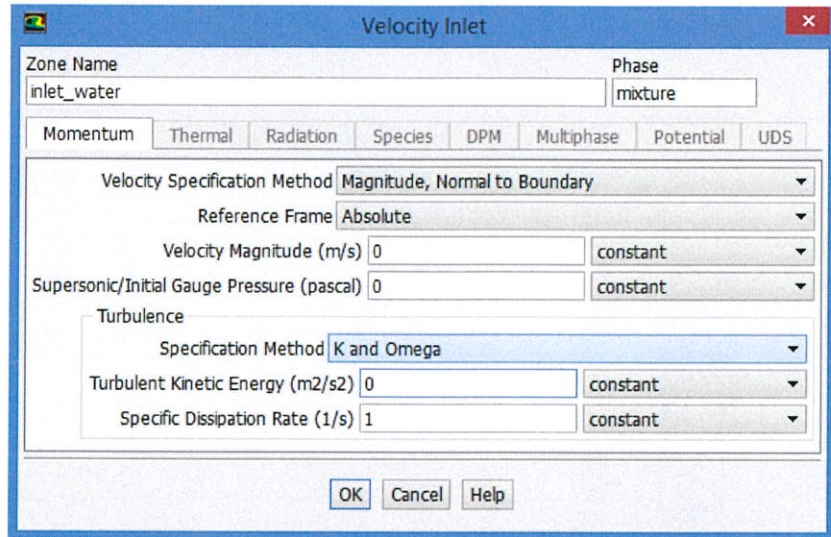 Velocity Inlet
Zone Name Phase
inlet_water mixture
Momentum Thermal Radiation Species DPM Multiphase Potential UDS
Velocity Specification Method Magnitude, Normal to Boundary
Reference Frame Absolute
Velocity Magnitude (m/s) 0 constant
Supersonic/Initial Gauge Pressure (pascal) 0 constant
Turbulence
Specification Method K and Omega
Turbulent Kinetic Energy (m2/s2) 0 constant
Specific Dissipation Rate (1/s) 1 constant
OK Cancel Help